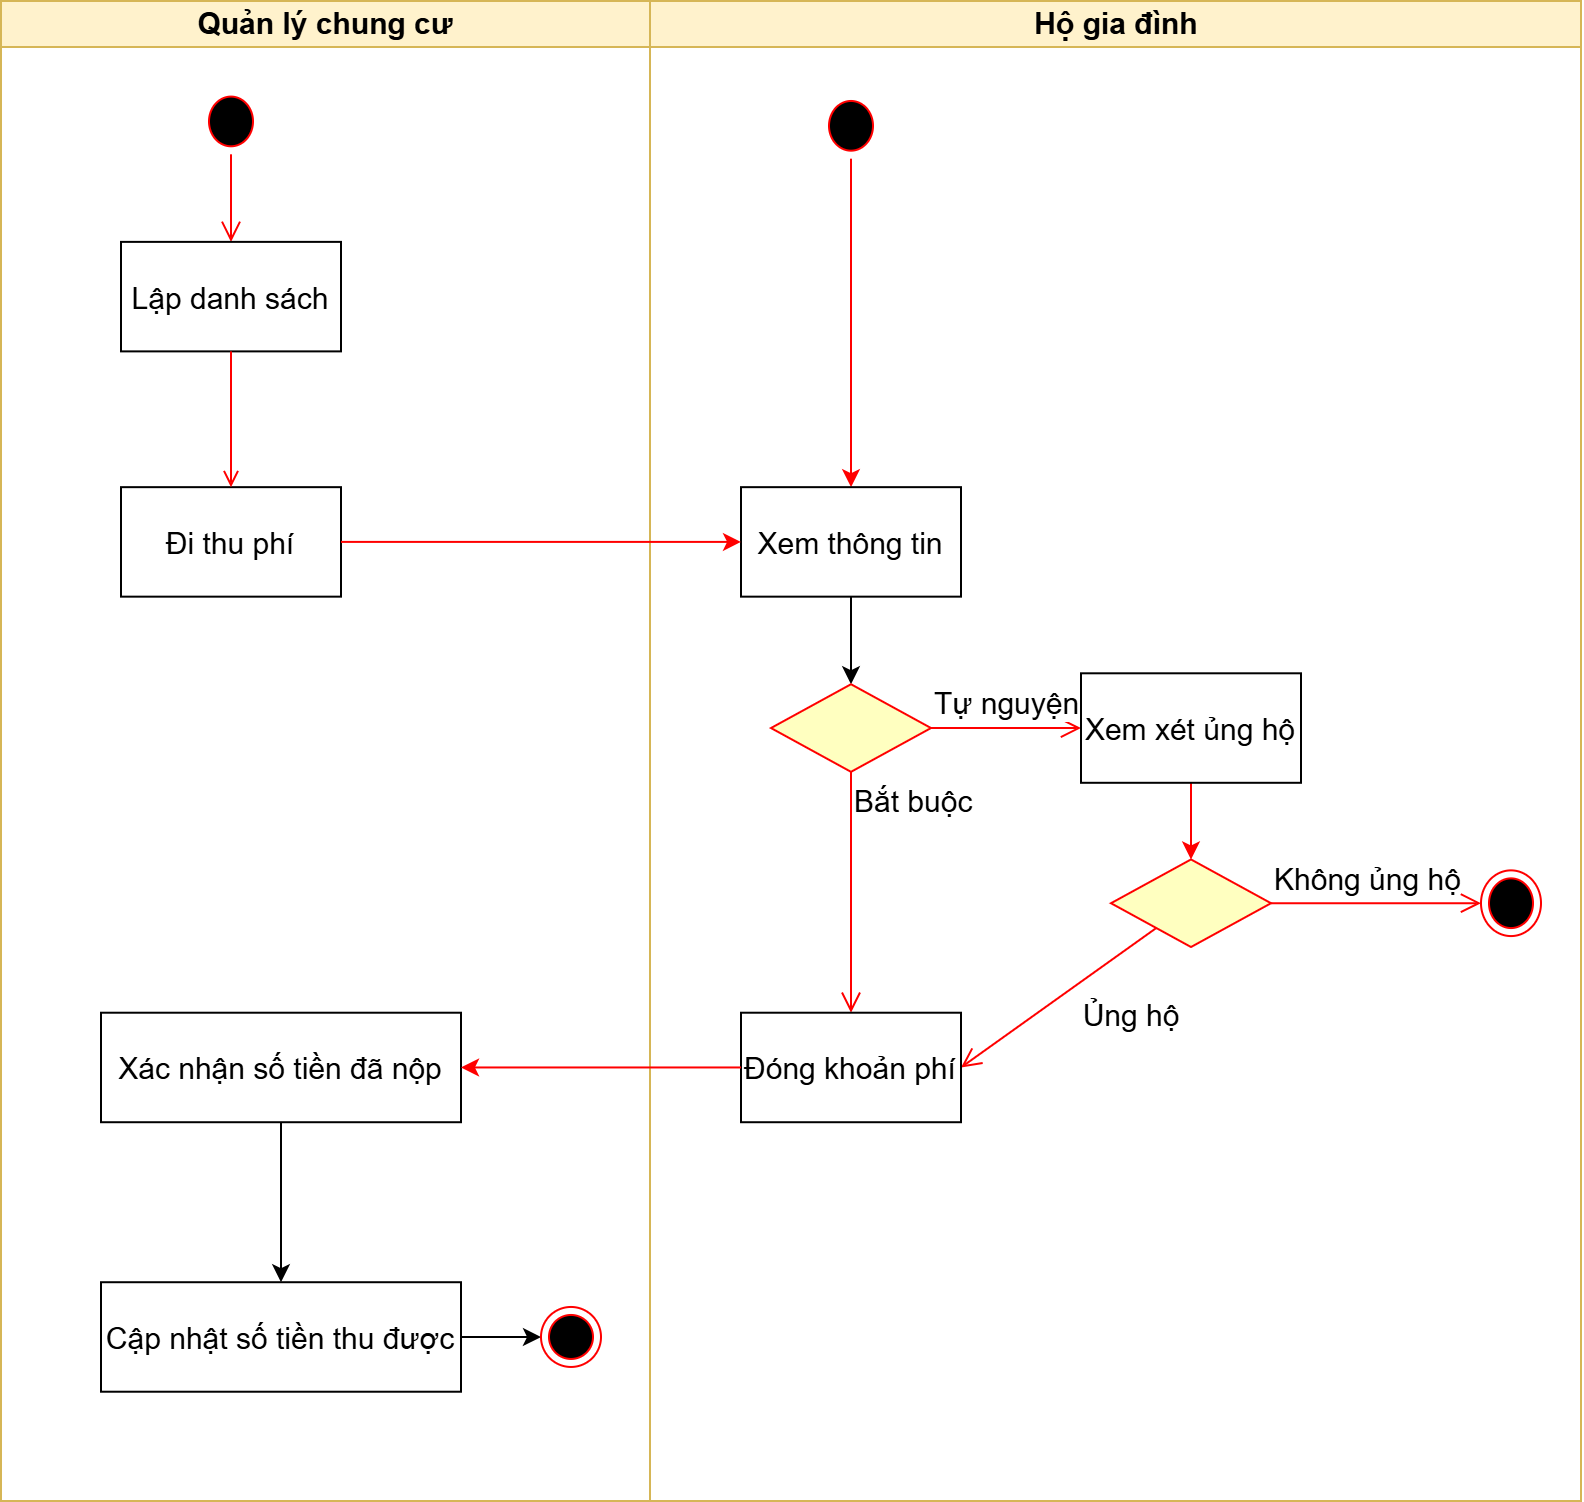 Quản lý chung cư
Hộ gia đình
Lập danh sách
Đi thu phí
Xem thông tin
Tự nguyện
Xem xét ủng hộ
Bắt buộc
Không ủng hộ
Ủng hộ
Xác nhận số tiền đã nộp
Đóng khoản phí
Cập nhật số tiền thu được